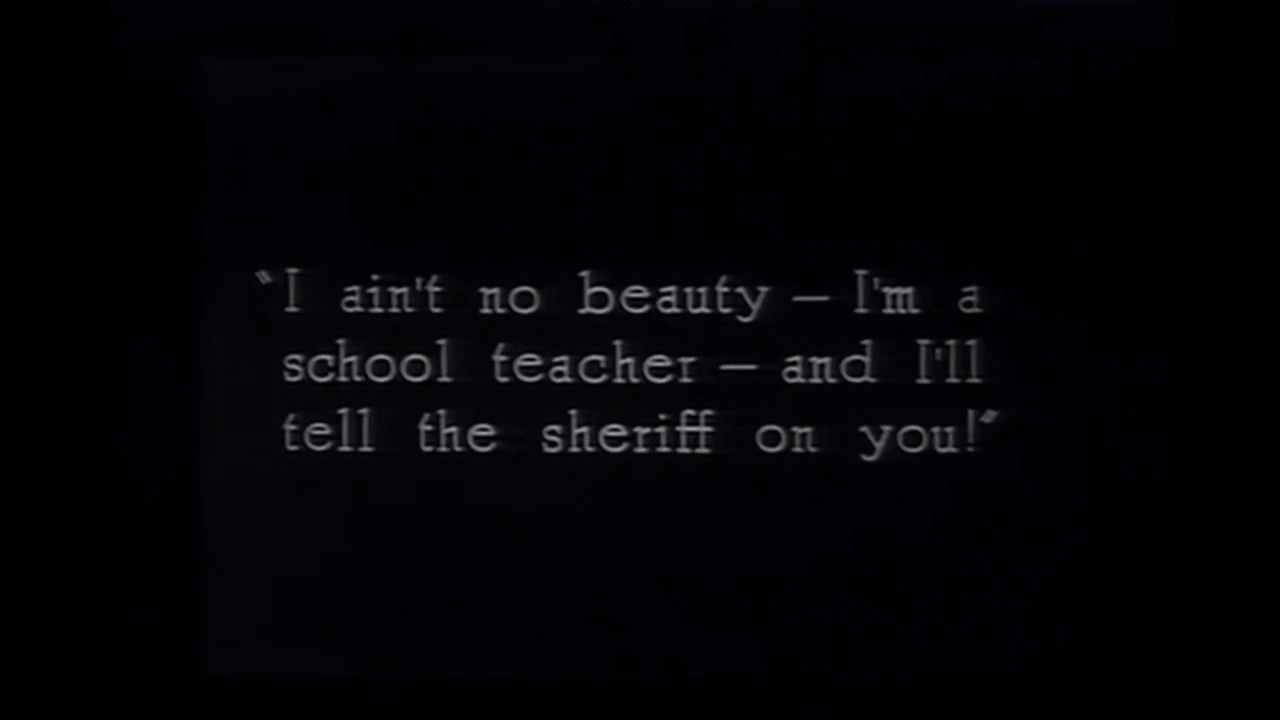 "I ain't no beauty — I'm a
school teacher — and I'll
tell the sheriff on you!"